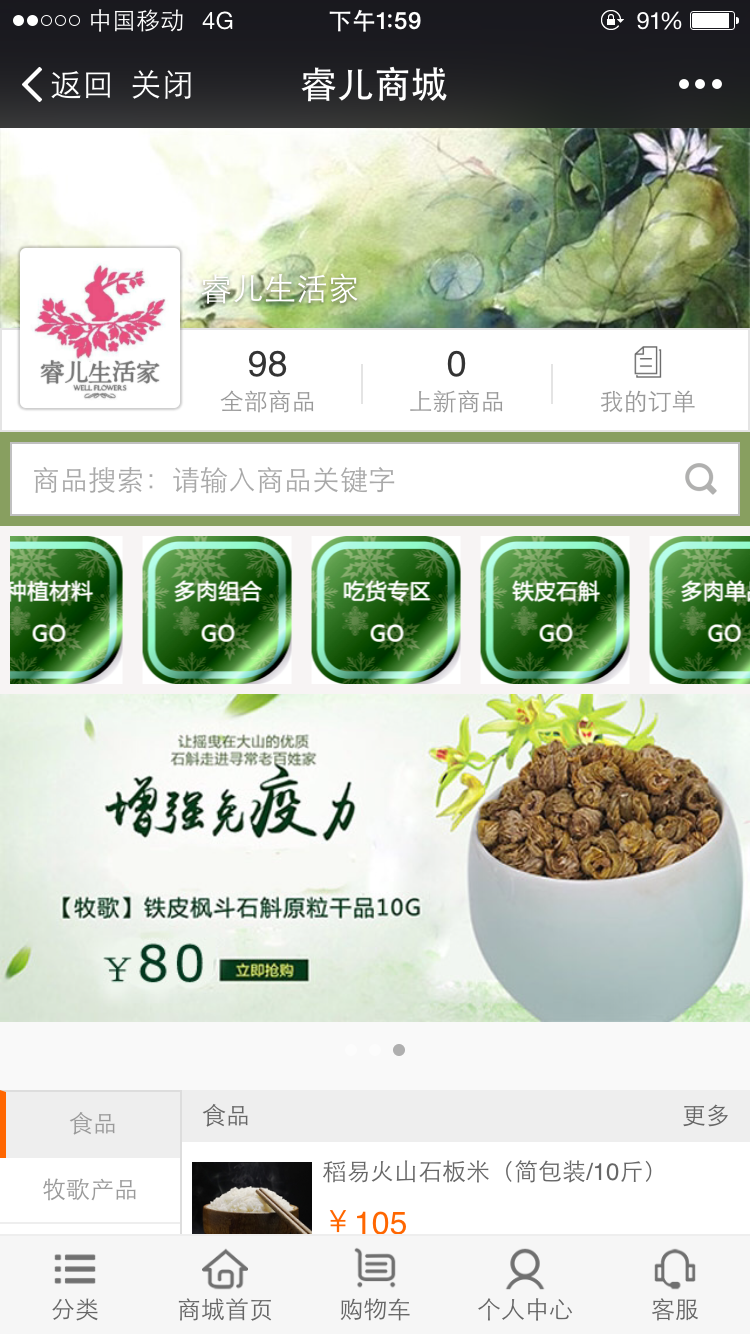 中国移动 4G 下午1:59 91%
返回 关闭 睿儿商城
睿儿生活家
睿儿生活家
WELL FLOWERS
98 0
全部商品 上新商品 我的订单
商品搜索：请输入商品关键字
种植材料 多肉组合 吃货专区 铁皮石斛 多肉单
GO GO GO GO GO
让摇曳在大山的优质
石斛走进寻常老百姓家
增强免疫力
【牧歌】铁皮枫斗石斛原粒干品10G
￥80 立即抢购
食品 食品 更多
牧歌产品 稻易火山石板米（简包装/10斤）
￥105
分类 商城首页 购物车 个人中心 客服